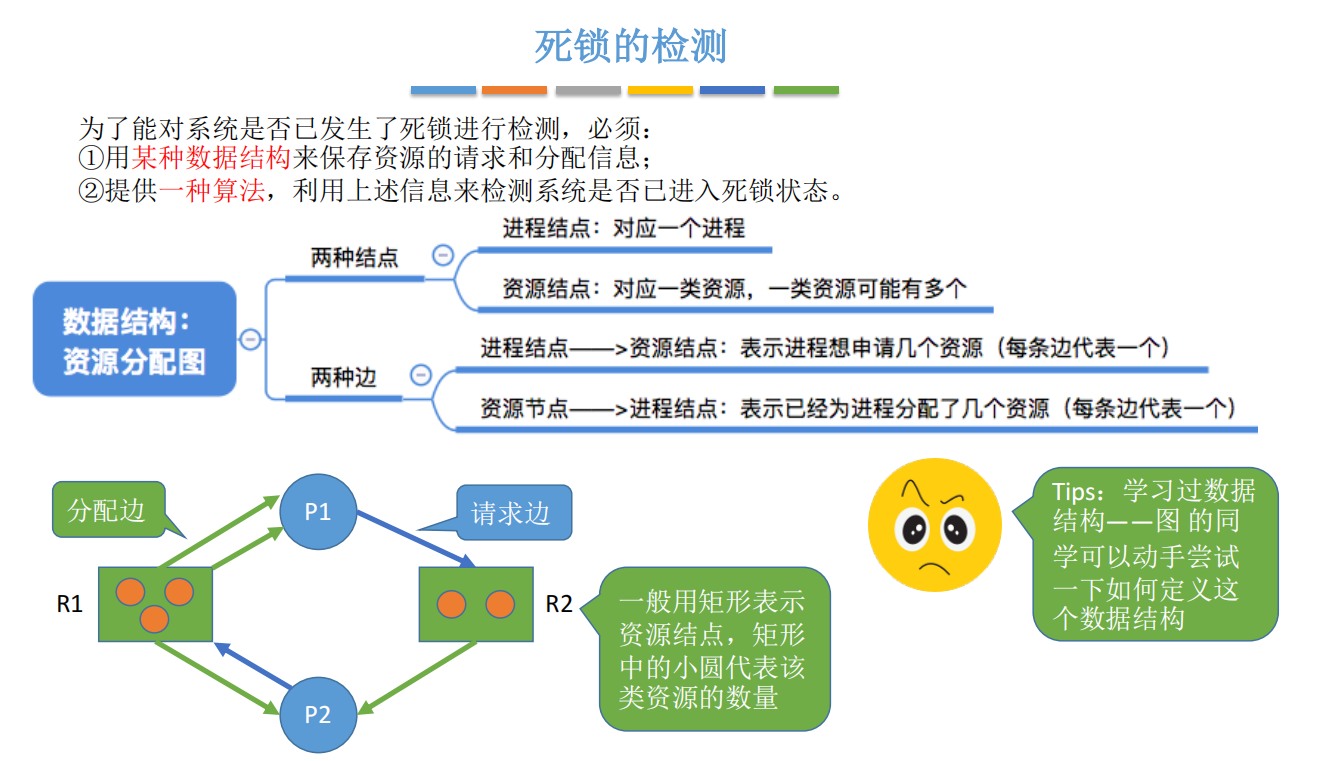 死锁的检测
为了能对系统是否已发生了死锁进行检测，必须：
①用某种数据结构来保存资源的请求和分配信息；
②提供一种算法，利用上述信息来检测系统是否已进入死锁状态。
进程结点：对应一个进程
两种结点
资源结点：对应一类资源，一类资源可能有多个
数据结构：
资源分配图
进程结点——>资源结点：表示进程想申请几个资源（每条边代表一个）
两种边
资源节点——>进程结点：表示已经为进程分配了几个资源（每条边代表一个）
分配边
P1
请求边
R1
R2
P2
一般用矩形表示
资源结点，矩形
中的小圆代表该
类资源的数量
Tips：学习过数据
结构——图 的同
学可以动手尝试
一下如何定义这
个数据结构